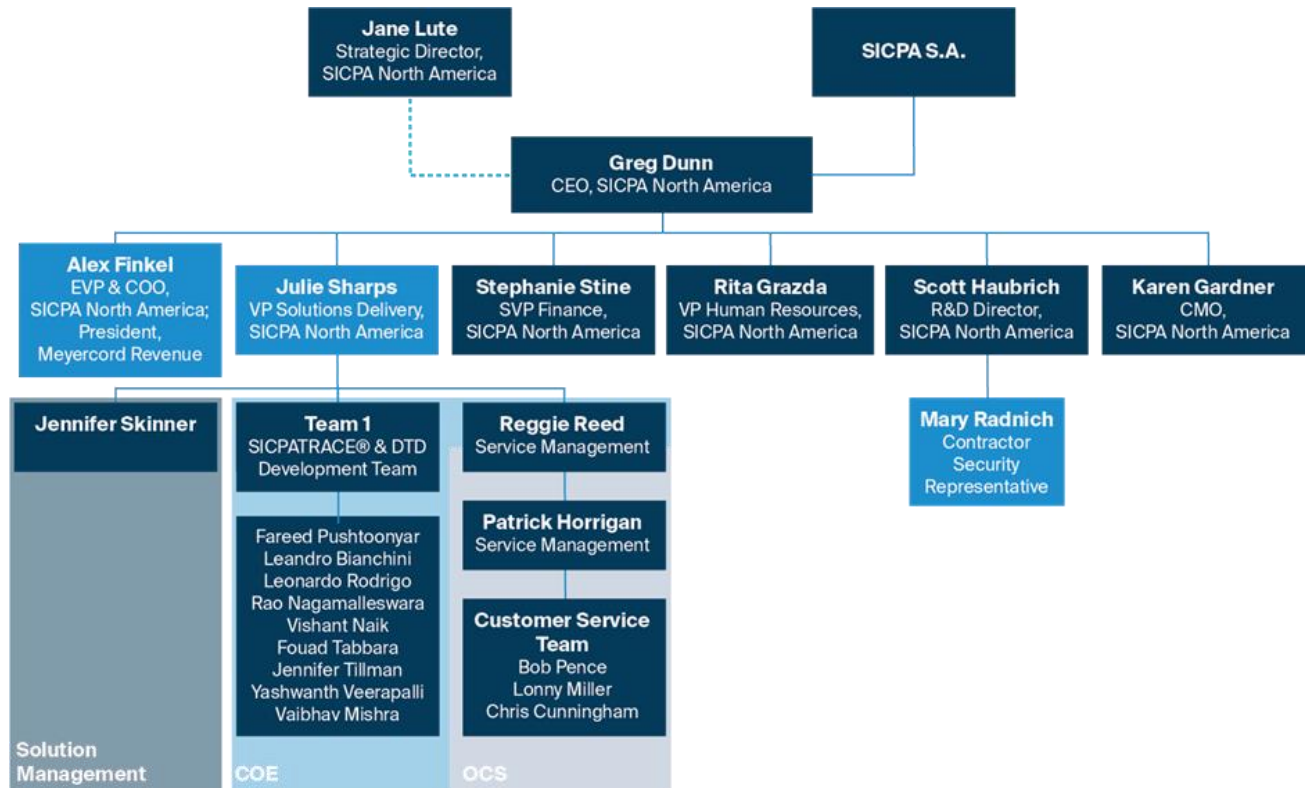 Jane Lute
Strategic Director,
SICPA North America
SICPA S.A.
Greg Dunn
CEO, SICPA North America
Alex Finkel
EVP & COO,
SICPA North America;
President,
Meyercord Revenue
Julie Sharps
VP Solutions Delivery,
SICPA North America
Stephanie Stine
SVP Finance,
SICPA North America
Rita Grazda
VP Human Resources,
SICPA North America
Scott Haubrich
R&D Director,
SICPA North America
Karen Gardner
CMO,
SICPA North America
Jennifer Skinner
Team 1
SICPATRACE® & DTD
Development Team
Reggie Reed
Service Management
Mary Radnich
Contractor
Security
Representative
Fareed Pushtoonyar
Leandro Bianchini
Leonardo Rodrigo
Rao Nagamalleswara
Vishant Naik
Fouad Tabbara
Jennifer Tillman
Yashwanth Veerapalli
Vaibhav Mishra
Patrick Horrigan
Service Management
Customer Service
Team
Bob Pence
Lonny Miller
Chris Cunningham
Solution
Management
COE
OCS